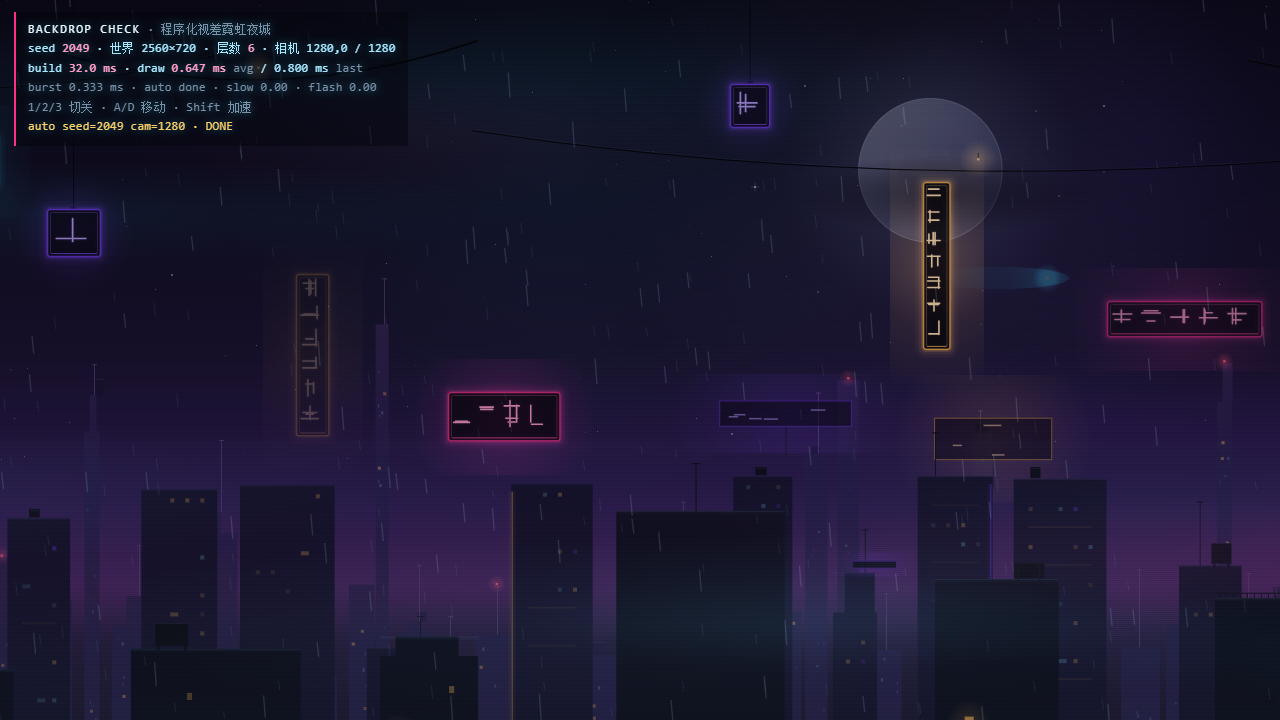 BACKDROP CHECK · 程序化视差霓虹夜城
seed 2049 · 世界 2560×720 · 层数 6 · 相机 1280,0 / 1280
build 32.0 ms · draw 0.647 ms avg / 0.800 ms last
burst 0.333 ms · auto done · slow 0.00 · flash 0.00
1/2/3 切关 · A/D 移动 · Shift 加速
auto seed=2049 cam=1280 · DONE